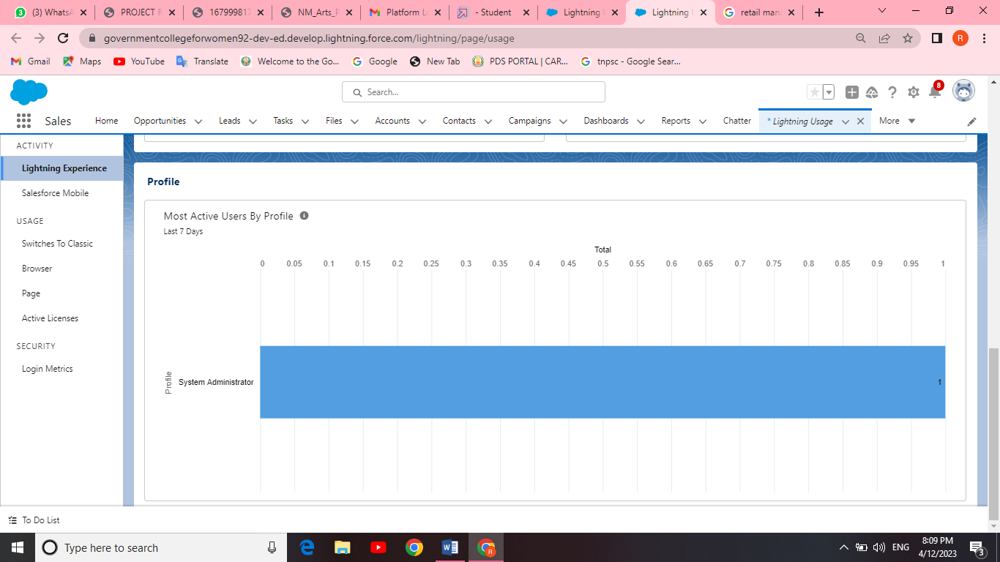 (3) WhatsA
PROJECT R
167999817
NM_Arts_P
Platform L
- Student
Lightning
Lightning
retail man
governmentcollegeforwomen92-dev-ed.develop.lightning.force.com/lightning/page/usage
R
Gmail
Maps
YouTube
Translate
Welcome to the Go...
Google
New Tab
PDS PORTAL | CAR...
tnpsc - Google Sear...
Search...
8
Sales
Home
Opportunities
Leads
Tasks
Files
Accounts
Contacts
Campaigns
Dashboards
Reports
Chatter
* Lightning Usage
More
ACTIVITY
Lightning Experience
Salesforce Mobile
USAGE
Switches To Classic
Browser
Page
Active Licenses
SECURITY
Login Metrics
Profile
Most Active Users By Profile
Last 7 Days
Total
0 0.05 0.1 0.15 0.2 0.25 0.3 0.35 0.4 0.45 0.5 0.55 0.6 0.65 0.7 0.75 0.8 0.85 0.9 0.95 1
Profile
System Administrator
1
To Do List
Type here to search
ENG
8:09 PM
4/12/2023
3